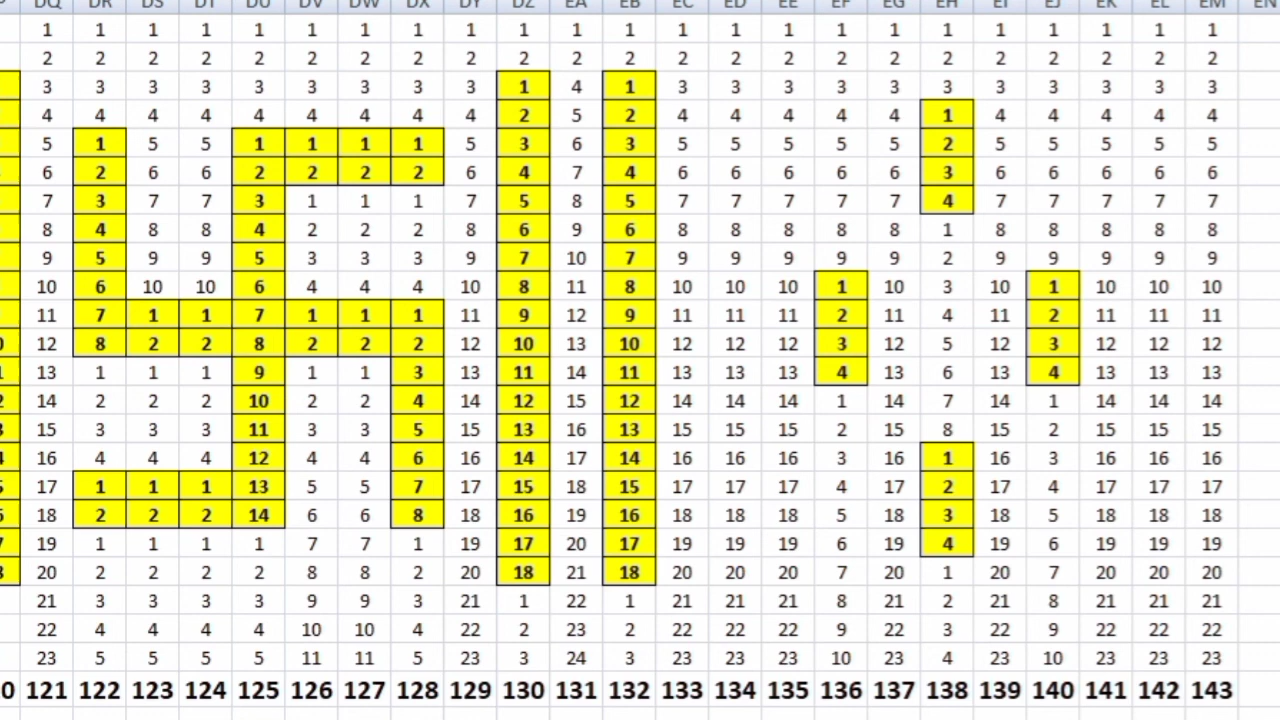 DQ DR DS DT DU DV DW DX DY DZ EA EB EC ED EE EF EG EH EI EJ EK EL EM EN
1 1 1 1 1 1 1 1 1 1 1 1 1 1 1 1 1 1 1 1 1 1 1
2 2 2 2 2 2 2 2 2 2 2 2 2 2 2 2 2 2 2 2 2 2 2
3 3 3 3 3 3 3 3 3 1 4 1 3 3 3 3 3 3 3 3 3 3 3
4 4 4 4 4 4 4 4 4 2 5 2 4 4 4 4 4 1 4 4 4 4 4
5 1 5 5 1 1 1 1 5 3 6 3 5 5 5 5 5 2 5 5 5 5 5
6 2 6 6 2 2 2 2 6 4 7 4 6 6 6 6 6 3 6 6 6 6 6
7 3 7 7 3 1 1 1 7 5 8 5 7 7 7 7 7 4 7 7 7 7 7
8 4 8 8 4 2 2 2 8 6 9 6 8 8 8 8 8 1 8 8 8 8 8
9 5 9 9 5 3 3 3 9 7 10 7 9 9 9 9 9 2 9 9 9 9 9
10 6 10 10 6 4 4 4 10 8 11 8 10 10 10 1 10 3 10 1 10 10 10
11 7 1 1 7 1 1 1 11 9 12 9 11 11 11 2 11 4 11 2 11 11 11
12 8 2 2 8 2 2 2 12 10 13 10 12 12 12 3 12 5 12 3 12 12 12
13 1 1 1 9 1 1 3 13 11 14 11 13 13 13 4 13 6 13 4 13 13 13
14 2 2 2 10 2 2 4 14 12 15 12 14 14 14 1 14 7 14 1 14 14 14
15 3 3 3 11 3 3 5 15 13 16 13 15 15 15 2 15 8 15 2 15 15 15
16 4 4 4 12 4 4 6 16 14 17 14 16 16 16 3 16 1 16 3 16 16 16
17 1 1 1 13 5 5 7 17 15 18 15 17 17 17 4 17 2 17 4 17 17 17
18 2 2 2 14 6 6 8 18 16 19 16 18 18 18 5 18 3 18 5 18 18 18
19 1 1 1 1 7 7 1 19 17 20 17 19 19 19 6 19 4 19 6 19 19 19
20 2 2 2 2 8 8 2 20 18 21 18 20 20 20 7 20 1 20 7 20 20 20
21 3 3 3 3 9 9 3 21 1 22 1 21 21 21 8 21 2 21 8 21 21 21
22 4 4 4 4 10 10 4 22 2 23 2 22 22 22 9 22 3 22 9 22 22 22
23 5 5 5 5 11 11 5 23 3 24 3 23 23 23 10 23 4 23 10 23 23 23
0 121 122 123 124 125 126 127 128 129 130 131 132 133 134 135 136 137 138 139 140 141 142 143